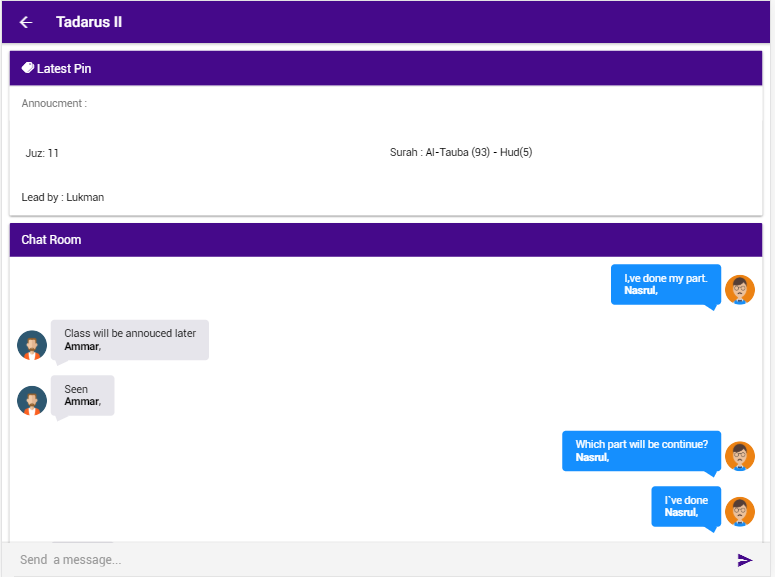 Tadarus II
Latest Pin
Annoucment :
Juz: 11
Surah : Al-Tauba (93) - Hud(5)
Lead by : Lukman
Chat Room
I,ve done my part.
Nasrul,
Class will be annouced later
Ammar,
Seen
Ammar,
Which part will be continue?
Nasrul,
I`ve done
Nasrul,
Send  a message...